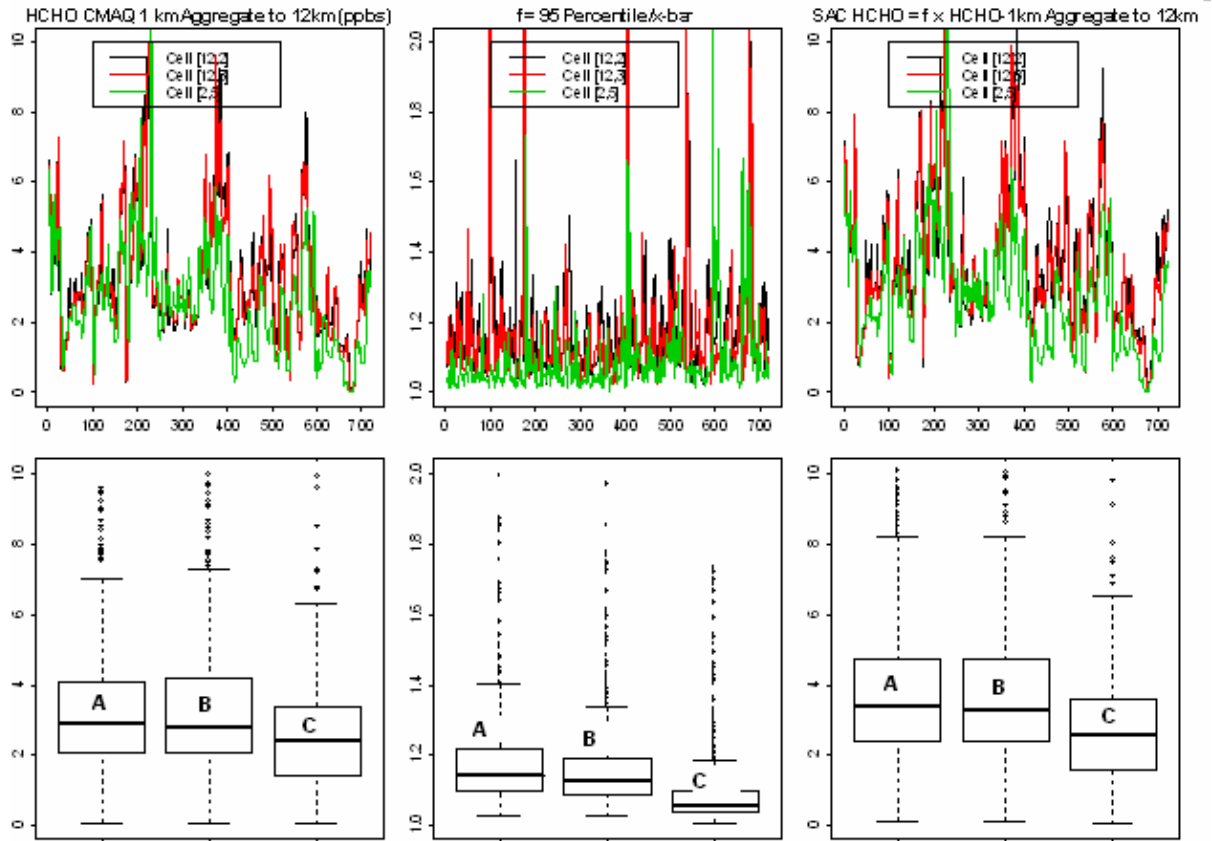 HCHO CMAQ 1 km Aggregate to 12km (ppbs)
f= 95 Percentile/x-bar
SAC HCHO = f x HCHO-1km Aggregate to 12km
10
8
6
4
2
0
Cell [12,2]
Cell [12,3]
Cell [2,5]
0 100 200 300 400 500 600 700
2.0
1.8
1.6
1.4
1.2
1.0
Cell [12,2]
Cell [12,3]
Cell [2,5]
0 100 200 300 400 500 600 700
10
8
6
4
2
0
Cell [12,2]
Cell [12,3]
Cell [2,5]
0 100 200 300 400 500 600 700
10
8
6
4
2
0
A
B
C
2.0
1.8
1.6
1.4
1.2
1.0
A
B
C
10
8
6
4
2
0
A
B
C